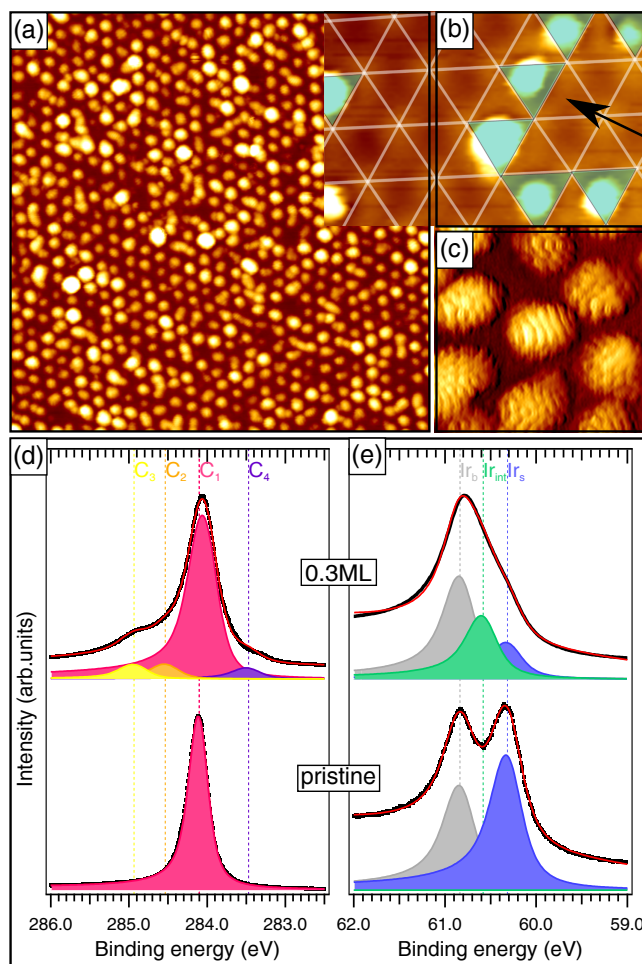 (a)
(b)
(c)
(d)
C3 C2 C1 C4
(e)
Irb Irint Irs
0.3ML
pristine
Intensity (arb.units)
286.0 285.0 284.0 283.0
Binding energy (eV)
62.0 61.0 60.0 59.0
Binding energy (eV)